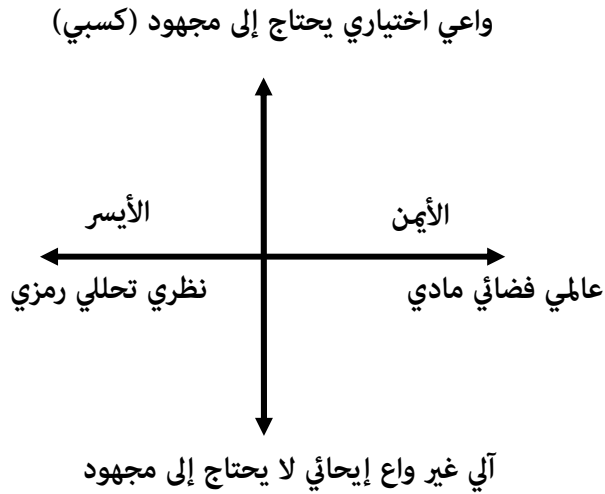 واعي اختياري يحتاج إلى مجهود (كسبي)
الأيمن
الأيسر
عالمي فضائي مادي
نظري تحللي رمزي
آلي غير واع إيحائي لا يحتاج إلى مجهود